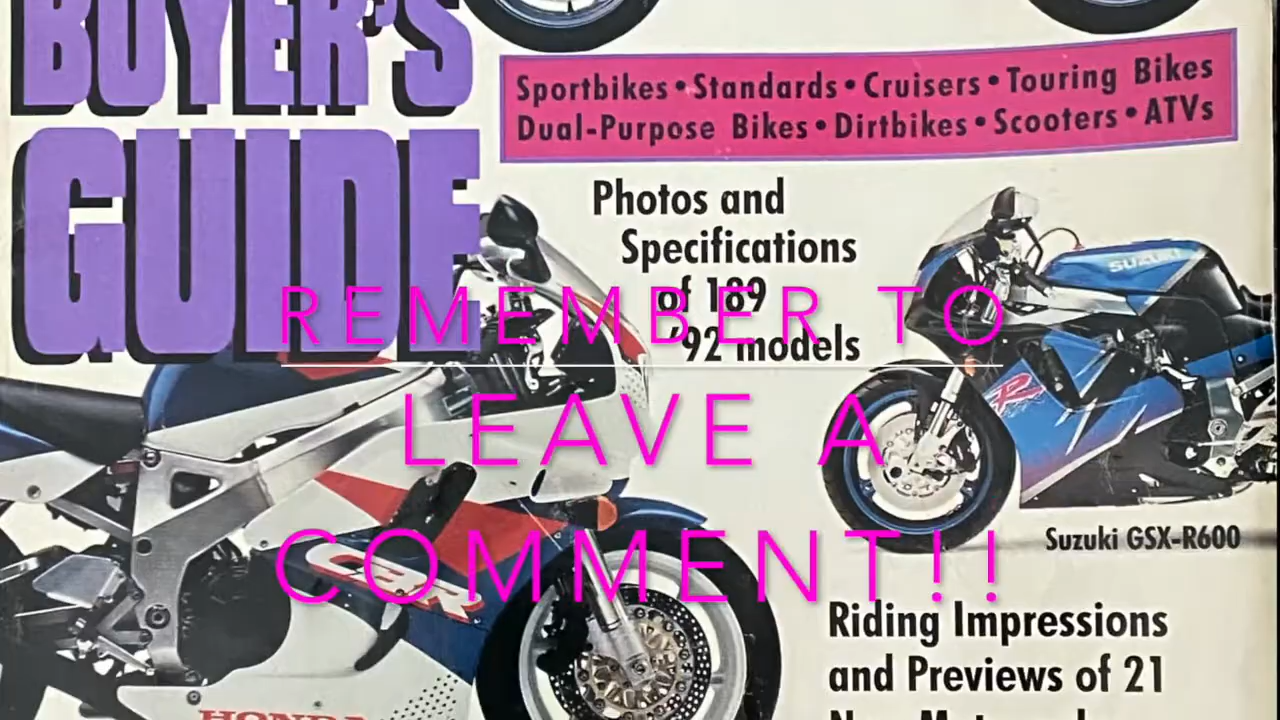 BUYER'S
GUIDE
Sportbikes • Standards • Cruisers • Touring Bikes
Dual-Purpose Bikes • Dirtbikes • Scooters • ATVs
Photos and
Specifications
of 189
'92 models
REMEMBER TO
LEAVE A
COMMENT!!
SUZUKI
R
Suzuki GSX-R600
CBR
HONDA
Riding Impressions
and Previews of 21
New